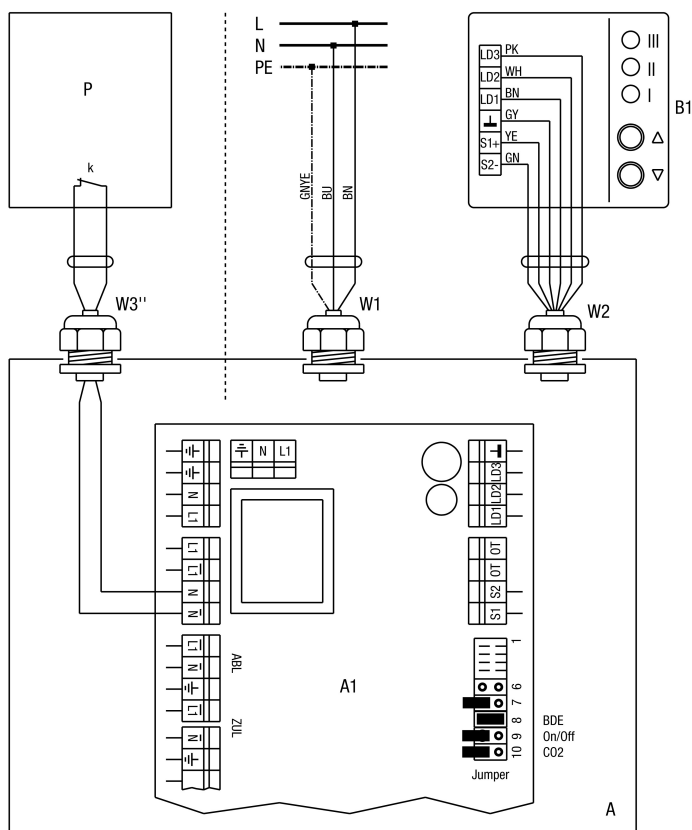 P
k
W3''
L
N
PE
GNYE
BU
BN
W1
LD3
PK
LD2
WH
LD1
BN
GY
S1+
YE
S2-
GN
III
II
I
△
▽
B1
W2
N
L1
N
L1
L1
L1
N
N
L1
N
L1
N
ABL
ZUL
N L1
A1
LD3
LD2
LD1
OT
OT
S2
S1
1
6
7
8 BDE
9 On/Off
10 CO2
Jumper
A